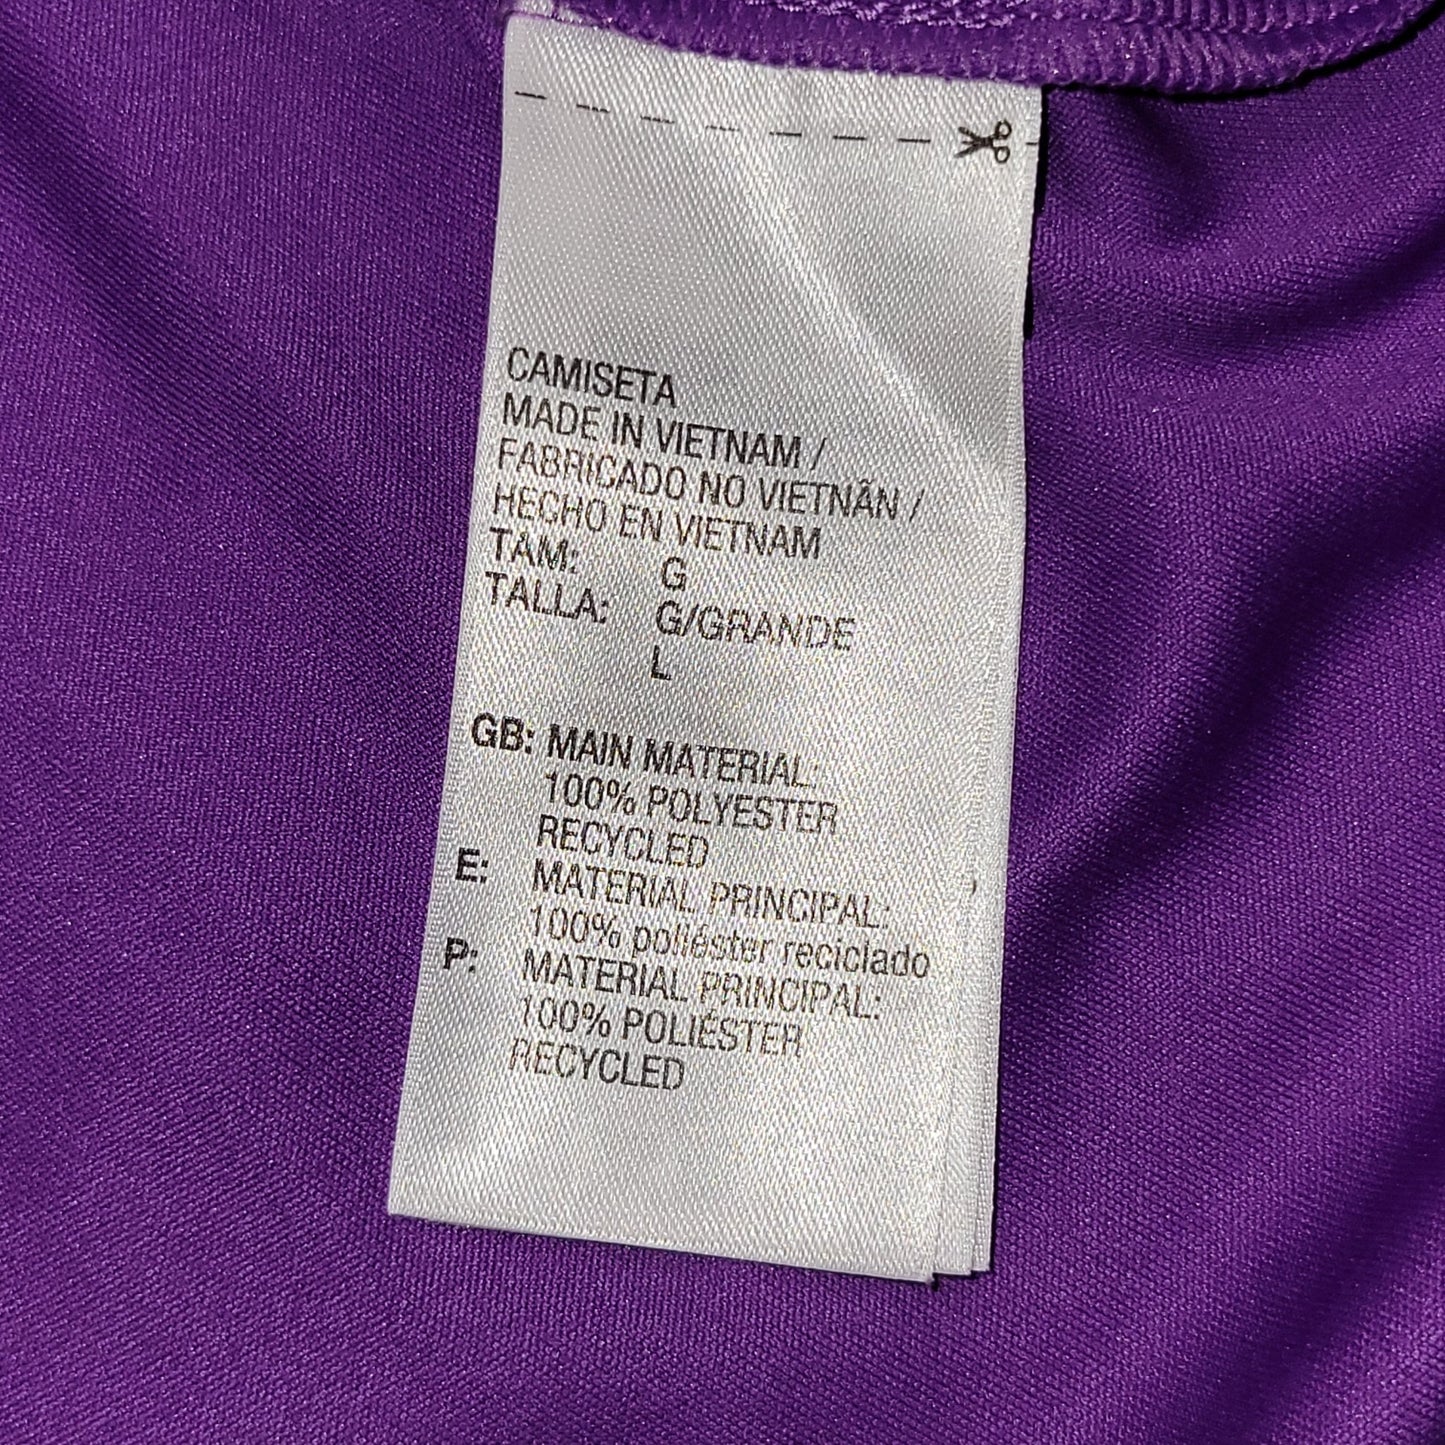 CAMISETA
MADE IN VIETNAM /
FABRICADO NO VIETNÃN /
HECHO EN VIETNAM
TAM: G
TALLA: G/GRANDE
L
GB: MAIN MATERIAL:
100% POLYESTER
RECYCLED
E: MATERIAL PRINCIPAL:
100% poliéster reciclado
P: MATERIAL PRINCIPAL:
100% POLIÉSTER
RECYCLED